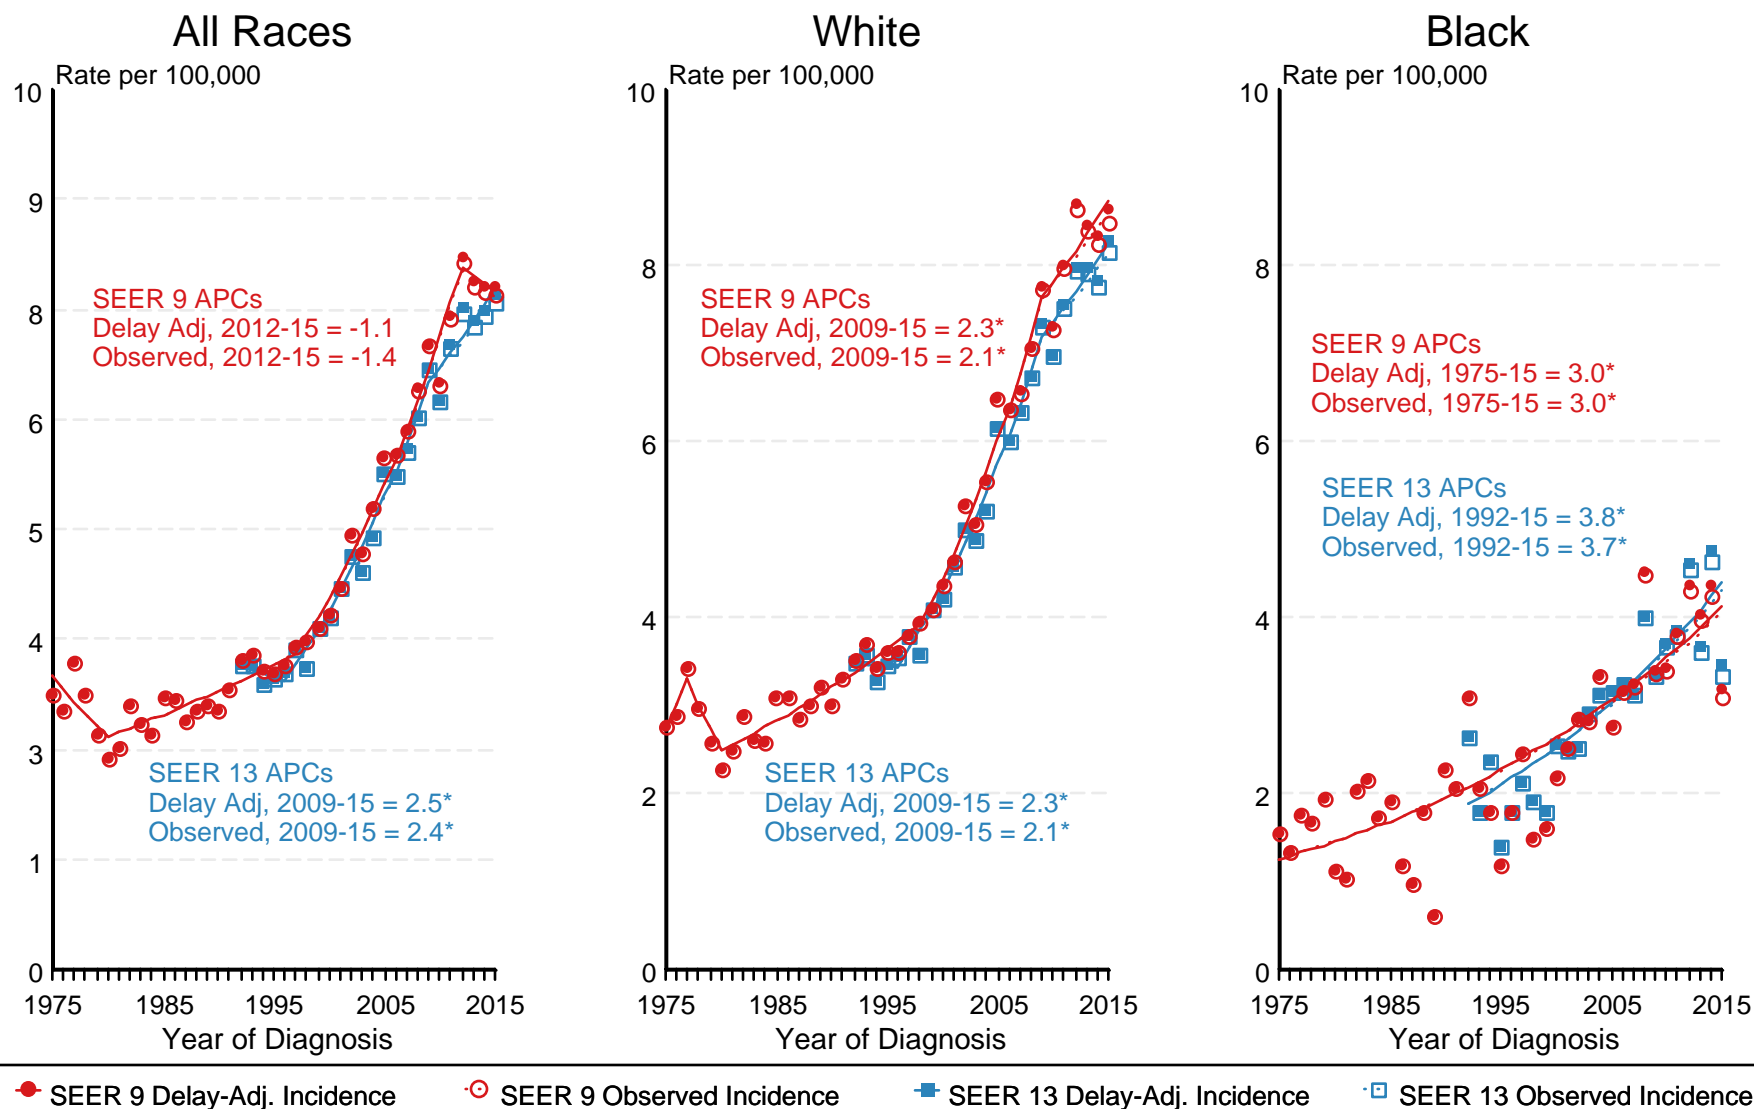 All Races
Rate per 100,000
10
9
8
6
5
4
3
1
0
SEER 9 APCs
Delay Adj, 2012-15 = -1.1
Observed, 2012-15 = -1.4
SEER 13 APCs
Delay Adj, 2009-15 = 2.5*
Observed, 2009-15 = 2.4*
1975 1985 1995 2005 2015
Year of Diagnosis
White
Rate per 100,000
10
8
6
4
2
0
SEER 9 APCs
Delay Adj, 2009-15 = 2.3*
Observed, 2009-15 = 2.1*
SEER 13 APCs
Delay Adj, 2009-15 = 2.3*
Observed, 2009-15 = 2.1*
1975 1985 1995 2005 2015
Year of Diagnosis
Black
Rate per 100,000
10
8
6
4
2
0
SEER 9 APCs
Delay Adj, 1975-15 = 3.0*
Observed, 1975-15 = 3.0*
SEER 13 APCs
Delay Adj, 1992-15 = 3.8*
Observed, 1992-15 = 3.7*
1975 1985 1995 2005 2015
Year of Diagnosis
SEER 9 Delay-Adj. Incidence SEER 9 Observed Incidence SEER 13 Delay-Adj. Incidence SEER 13 Observed Incidence